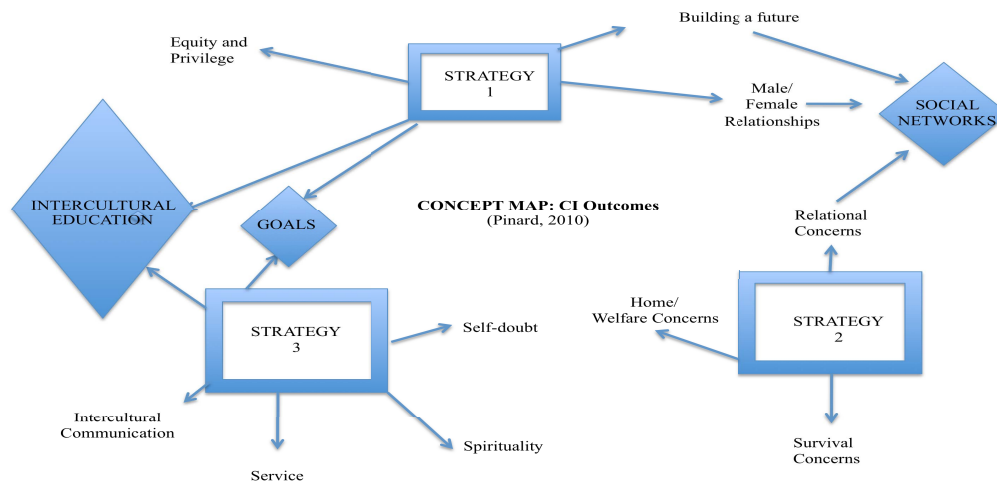 Building a future
Equity and
Privilege
STRATEGY
1
Male/
Female
Relationships
SOCIAL
NETWORKS
INTERCULTURAL
EDUCATION
GOALS
CONCEPT MAP: CI Outcomes
(Pinard, 2010)
Relational
Concerns
Home/
Welfare Concerns
STRATEGY
2
STRATEGY
3
Self-doubt
Intercultural
Communication
Spirituality
Survival
Concerns
Service